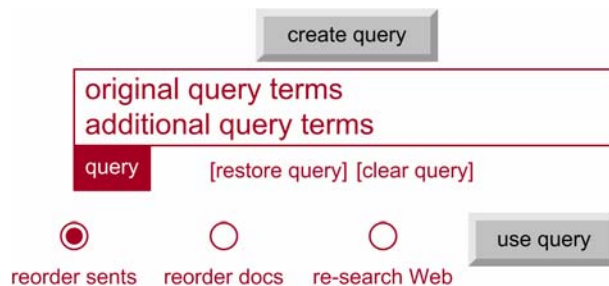 create query
original query terms
additional query terms
query [restore query] [clear query]
use query
reorder sents reorder docs re-search Web